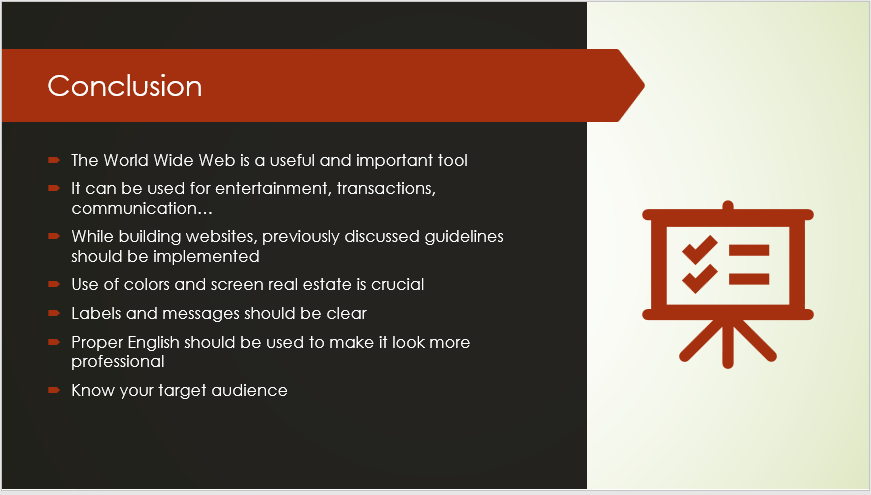 Conclusion
The World Wide Web is a useful and important tool
It can be used for entertainment, transactions,
communication…
While building websites, previously discussed guidelines
should be implemented
Use of colors and screen real estate is crucial
Labels and messages should be clear
Proper English should be used to make it look more
professional
Know your target audience